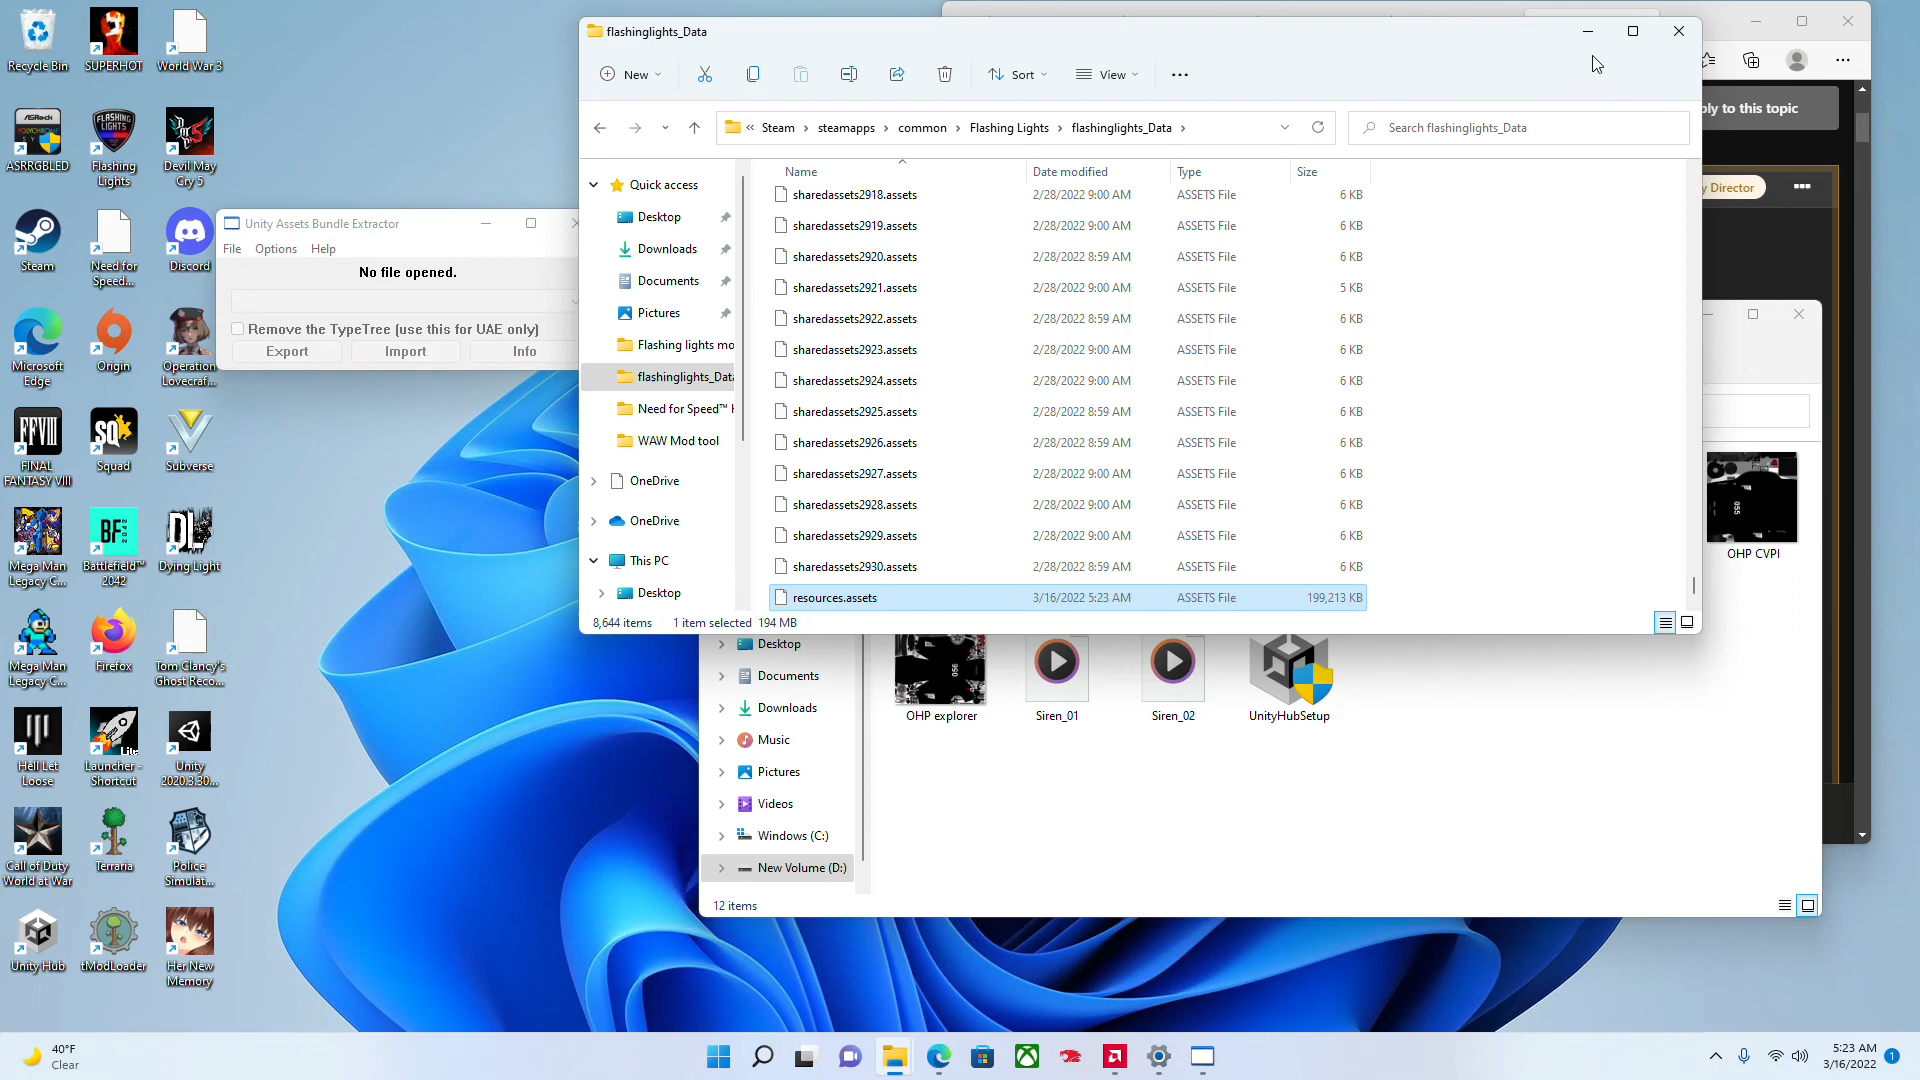 Recycle Bin
SUPERHOT
World War 3
ASRRGBLED
Flashing Lights
Devil May Cry 5
Steam
Need for Speed...
Discord
Microsoft Edge
Origin
Operation Lovecraf...
FINAL FANTASY VIII
Squad
Subverse
Mega Man Legacy C...
Battlefield™ 2042
Dying Light
Mega Man Legacy C...
Firefox
Tom Clancy's Ghost Reco...
Hell Let Loose
Launcher - Shortcut
Unity 2020.3.30...
Call of Duty World at War
Terraria
Police Simulat...
Unity Hub
tModLoader
Her New Memory
Unity Assets Bundle Extractor
File Options Help
No file opened.
Remove the TypeTree (use this for UAE only)
Export Import Info
flashinglights_Data
New Sort View
« Steam > steamapps > common > Flashing Lights > flashinglights_Data >
Search flashinglights_Data
Quick access
Desktop
Downloads
Documents
Pictures
Flashing lights mo
flashinglights_Data
Need for Speed™ H
WAW Mod tool
OneDrive
OneDrive
This PC
Desktop
Name Date modified Type Size
sharedassets2918.assets 2/28/2022 9:00 AM ASSETS File 6 KB
sharedassets2919.assets 2/28/2022 9:00 AM ASSETS File 6 KB
sharedassets2920.assets 2/28/2022 8:59 AM ASSETS File 6 KB
sharedassets2921.assets 2/28/2022 9:00 AM ASSETS File 5 KB
sharedassets2922.assets 2/28/2022 8:59 AM ASSETS File 6 KB
sharedassets2923.assets 2/28/2022 9:00 AM ASSETS File 6 KB
sharedassets2924.assets 2/28/2022 9:00 AM ASSETS File 6 KB
sharedassets2925.assets 2/28/2022 8:59 AM ASSETS File 6 KB
sharedassets2926.assets 2/28/2022 8:59 AM ASSETS File 6 KB
sharedassets2927.assets 2/28/2022 9:00 AM ASSETS File 6 KB
sharedassets2928.assets 2/28/2022 9:00 AM ASSETS File 6 KB
sharedassets2929.assets 2/28/2022 9:00 AM ASSETS File 6 KB
sharedassets2930.assets 2/28/2022 8:59 AM ASSETS File 6 KB
resources.assets 3/16/2022 5:23 AM ASSETS File 199,213 KB
8,644 items 1 item selected 194 MB
ply to this topic
y Director
OHP CVPI
Desktop
Documents
Downloads
Music
Pictures
Videos
Windows (C:)
New Volume (D:)
OHP explorer
Siren_01
Siren_02
UnityHubSetup
12 items
40°F
Clear
5:23 AM
3/16/2022
1